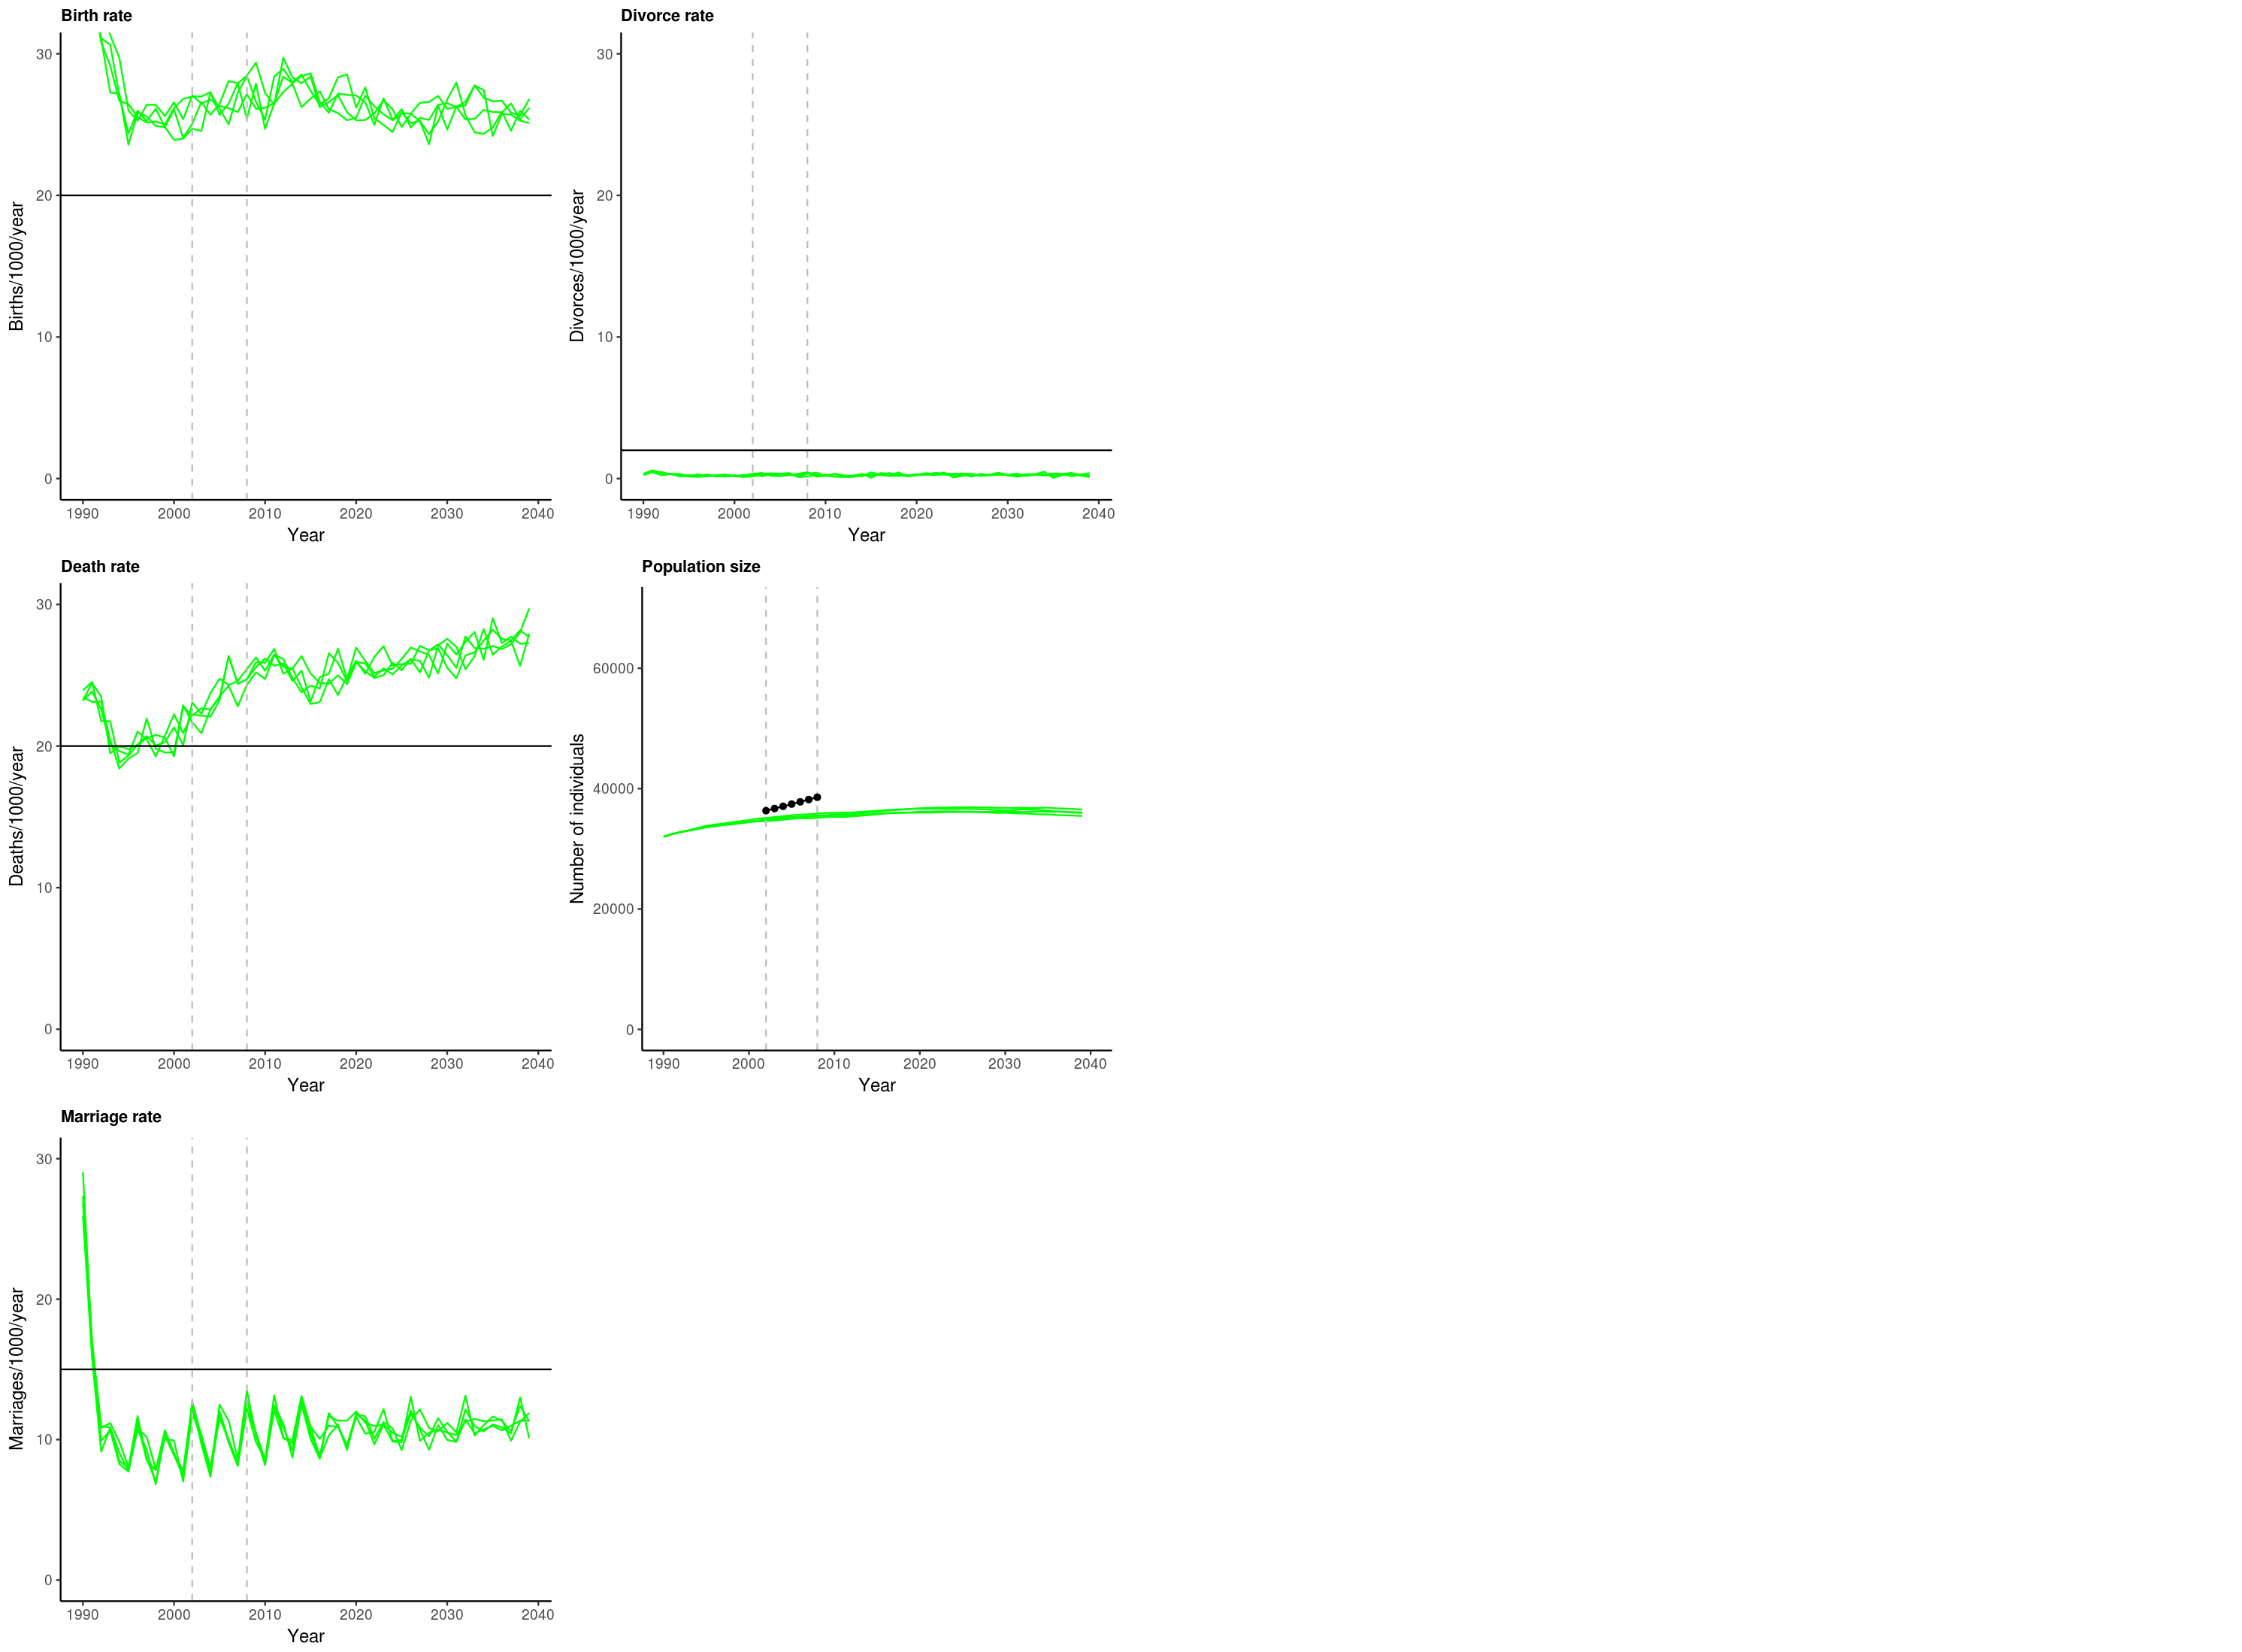 Birth rate
Births/1000/year
30
20
10
0
1990 2000 2010 2020 2030 2040
Year
Divorce rate
Divorces/1000/year
30
20
10
0
1990 2000 2010 2020 2030 2040
Year
Death rate
Deaths/1000/year
30
20
10
0
1990 2000 2010 2020 2030 2040
Year
Population size
Number of individuals
60000
40000
20000
0
1990 2000 2010 2020 2030 2040
Year
Marriage rate
Marriages/1000/year
30
20
10
0
1990 2000 2010 2020 2030 2040
Year